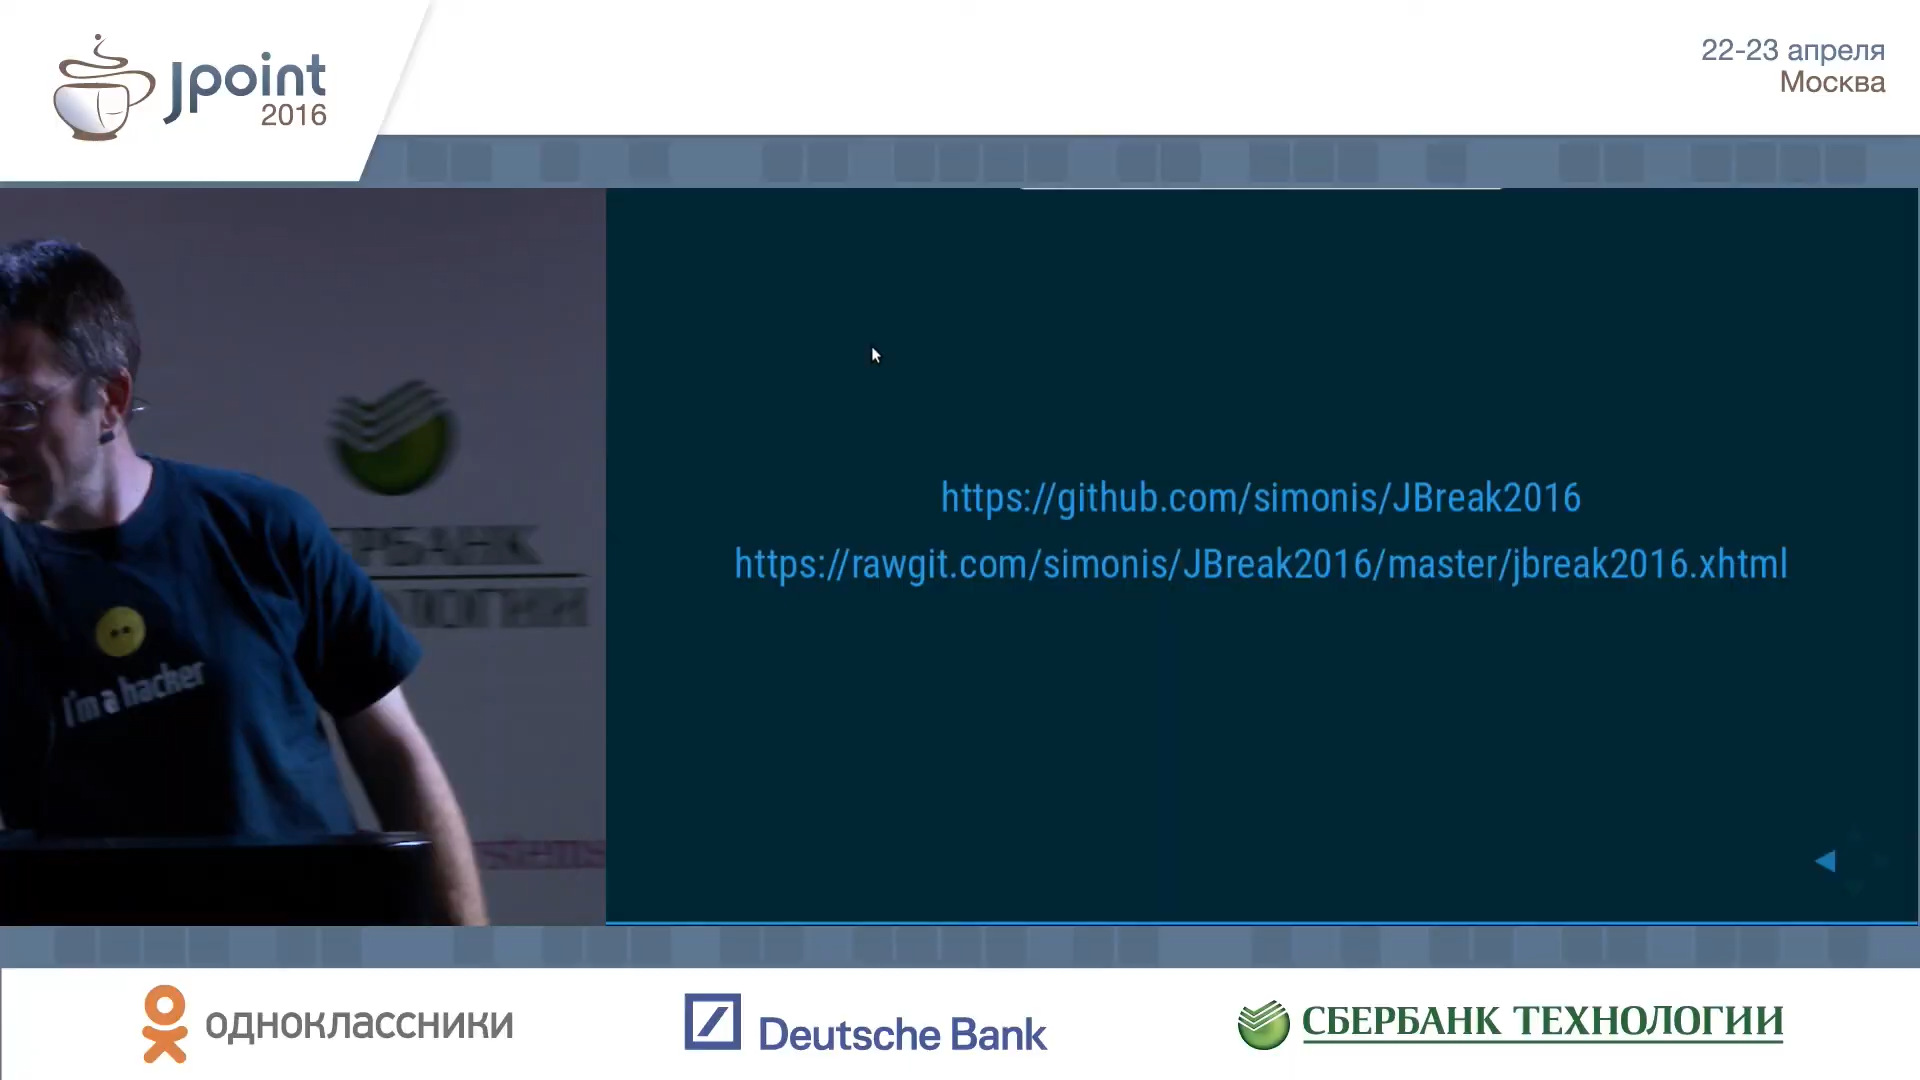 Jpoint
2016
22-23 апреля
Москва
https://github.com/simonis/JBreak2016
https://rawgit.com/simonis/JBreak2016/master/jbreak2016.xhtml
I'm a hacker
одноклассники
Deutsche Bank
СБЕРБАНК ТЕХНОЛОГИИ